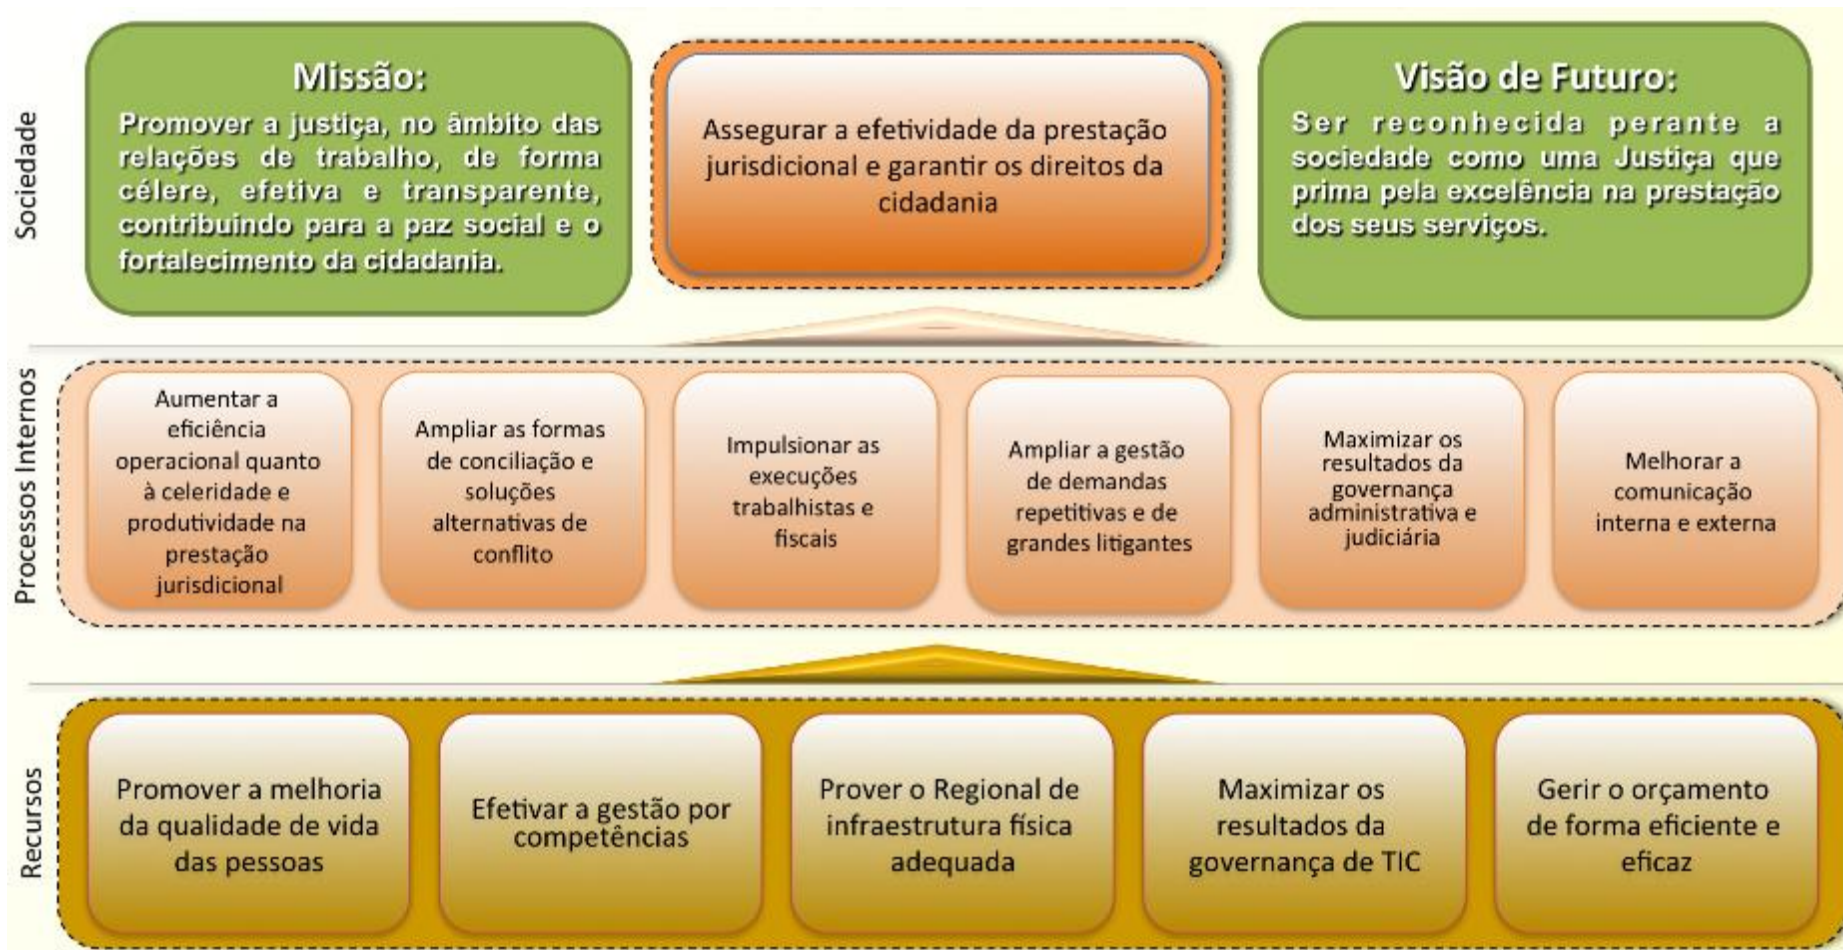 Sociedade
Missão:
Promover a justiça, no âmbito das
relações de trabalho, de forma
célere, efetiva e transparente,
contribuindo para a paz social e o
fortalecimento da cidadania.
Assegurar a efetividade da prestação
jurisdicional e garantir os direitos da
cidadania
Visão de Futuro:
Ser reconhecida perante a
sociedade como uma Justiça que
prima pela excelência na prestação
dos seus serviços.
Processos Internos
Aumentar a
eficiência
operacional quanto
à celeridade e
produtividade na
prestação
jurisdicional
Ampliar as formas
de conciliação e
soluções
alternativas de
conflito
Impulsionar as
execuções
trabalhistas e
fiscais
Ampliar a gestão
de demandas
repetitivas e de
grandes litigantes
Maximizar os
resultados da
governança
administrativa e
judiciária
Melhorar a
comunicação
interna e externa
Recursos
Promover a melhoria
da qualidade de vida
das pessoas
Efetivar a gestão por
competências
Prover o Regional de
infraestrutura física
adequada
Maximizar os
resultados da
governança de TIC
Gerir o orçamento
de forma eficiente e
eficaz